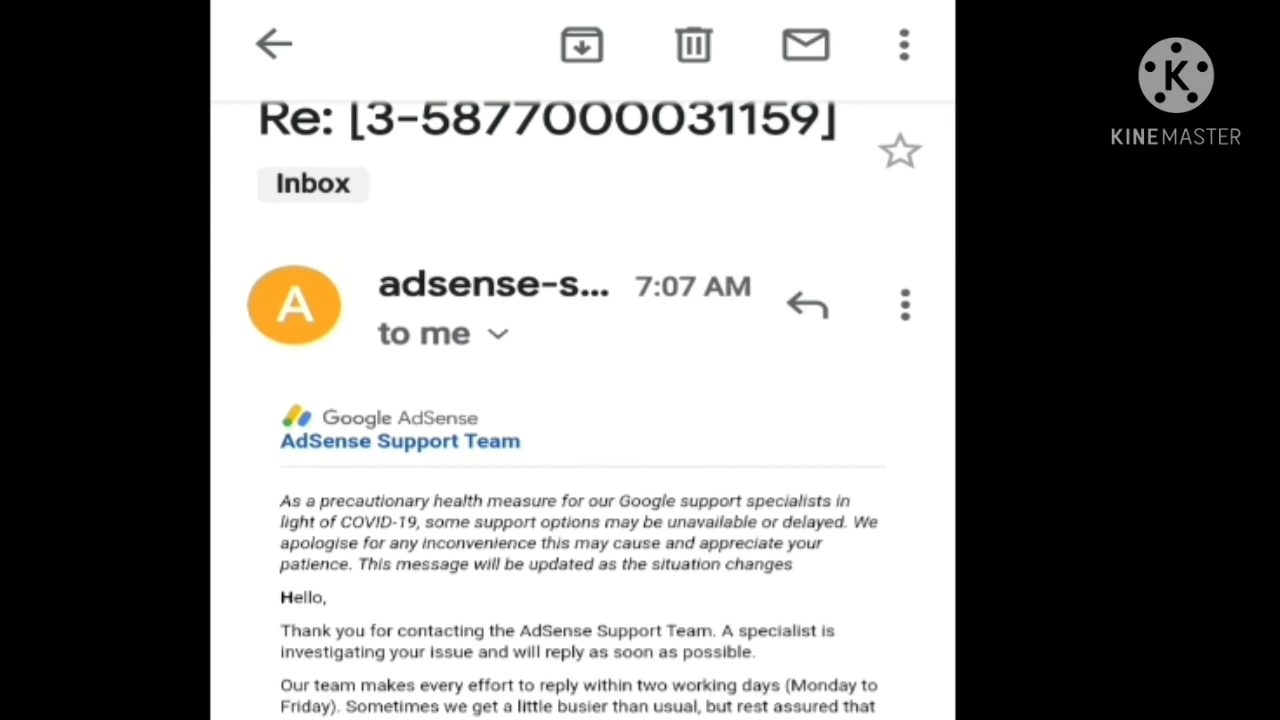 Re: [3-5877000031159]
Inbox
A
adsense-s... 7:07 AM
to me
K
KINEMASTER
Google AdSense
AdSense Support Team
As a precautionary health measure for our Google support specialists in
light of COVID-19, some support options may be unavailable or delayed. We
apologise for any inconvenience this may cause and appreciate your
patience. This message will be updated as the situation changes
Hello,
Thank you for contacting the AdSense Support Team. A specialist is
investigating your issue and will reply as soon as possible.
Our team makes every effort to reply within two working days (Monday to
Friday). Sometimes we get a little busier than usual, but rest assured that